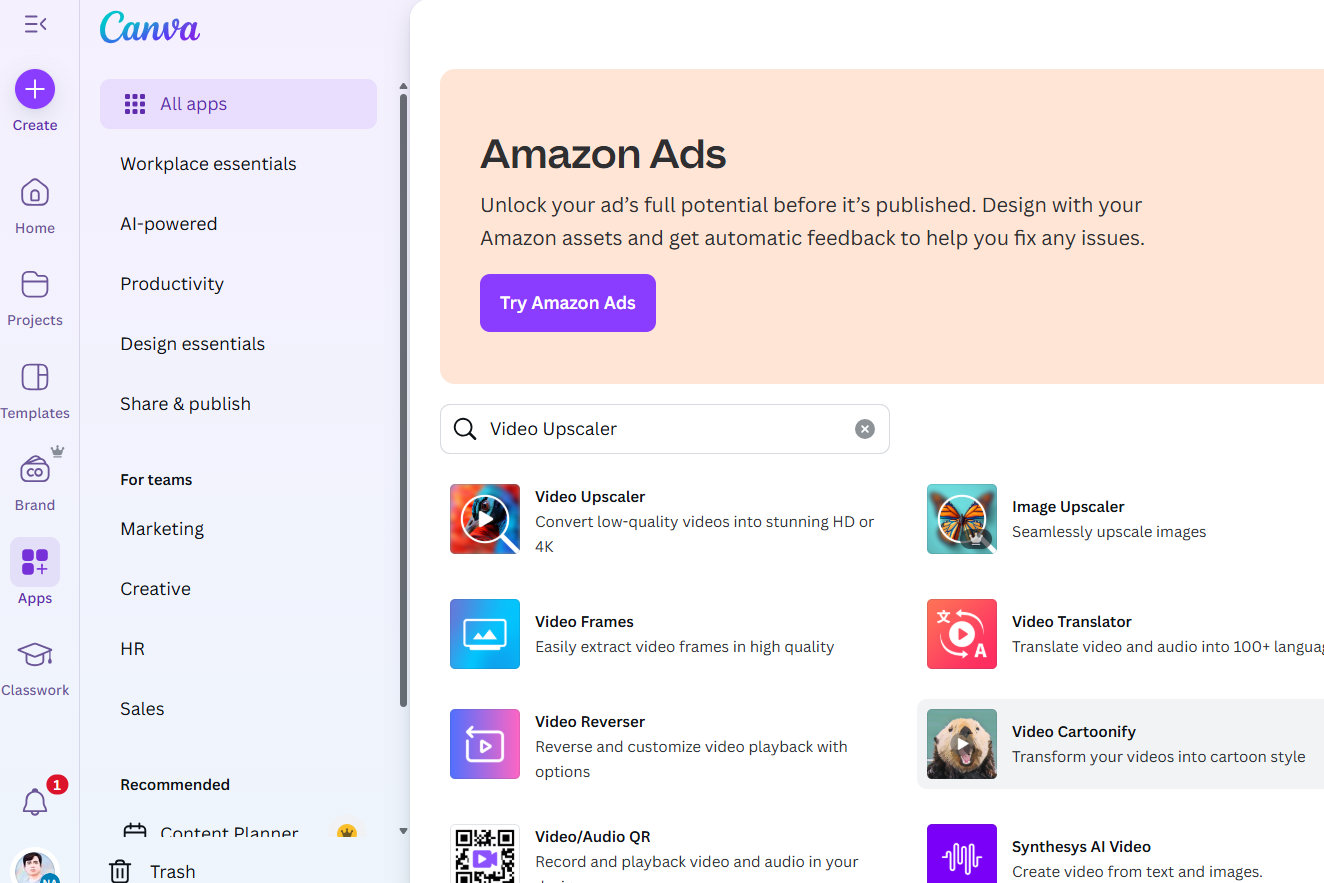 Canva
Create
Home
Projects
Templates
CO
Brand
Apps
Classwork
1
All apps
Workplace essentials
AI-powered
Productivity
Design essentials
Share & publish
For teams
Marketing
Creative
HR
Sales
Recommended
Content Planner
Trash
Amazon Ads
Unlock your ad’s full potential before it’s published. Design with your
Amazon assets and get automatic feedback to help you fix any issues.
Try Amazon Ads
Video Upscaler
Video Upscaler
Convert low-quality videos into stunning HD or
4K
Image Upscaler
Seamlessly upscale images
Video Frames
Easily extract video frames in high quality
文
A
Video Translator
Translate video and audio into 100+
Video Reverser
Reverse and customize video playback with
options
Video Cartoonify
Transform your videos into cartoon style
Video/Audio QR
Record and playback video and audio in your
Synthesys AI Video
Create video from text and images.